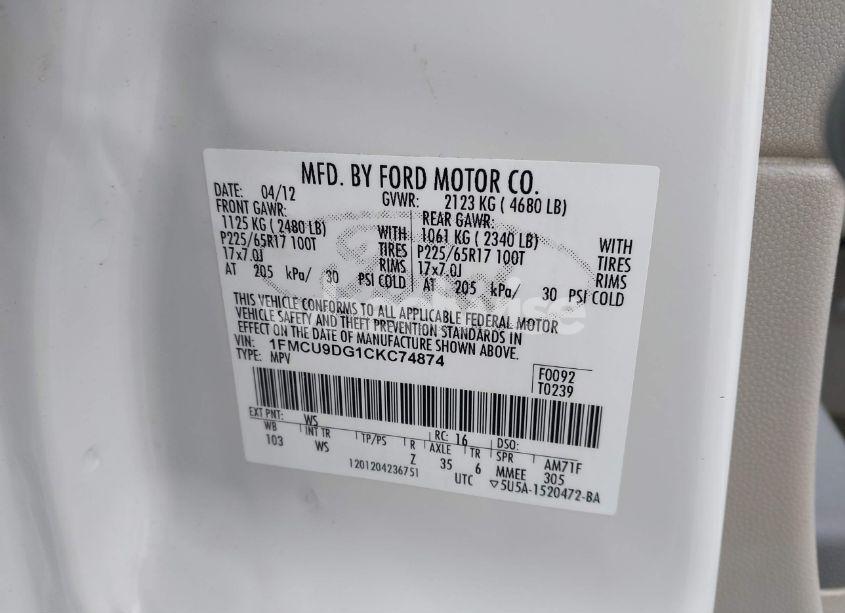 MFD. BY FORD MOTOR CO.
DATE: 04/12 GVWR: 2123 KG ( 4680 LB)
FRONT GAWR: REAR GAWR:
1125 KG ( 2480 LB) WITH 1061 KG ( 2340 LB) WITH
P225/65R17 100T TIRES P225/65R17 100T TIRES
17x7.0J RIMS 17x7.0J RIMS
AT 205 kPa/ 30 PSI COLD AT 205 kPa/ 30 PSI COLD
THIS VEHICLE CONFORMS TO ALL APPLICABLE FEDERAL MOTOR
VEHICLE SAFETY AND THEFT PREVENTION STANDARDS IN
EFFECT ON THE DATE OF MANUFACTURE SHOWN ABOVE.
VIN: 1FMCU9DG1CKC74874
TYPE: MPV
F0092
T0239
EXT PNT: WS RC: 16 DSO:
WB INT TR TP/PS R AXLE TR SPR AM71F
103 WS Z 35 6 MMEE 305
1201204236751 UTC ▽5U5A-1520472-BA